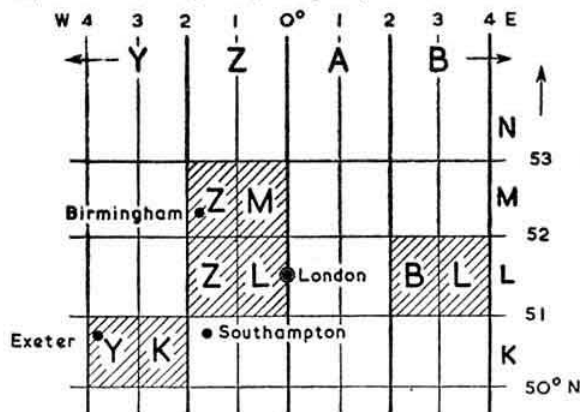 W 4 3 2 1 0° 1 2 3 4 E
Y Z A B
N
53
Birmingham Z M M
52
Z L London B L L
51
Exeter Y K Southampton K
50° N